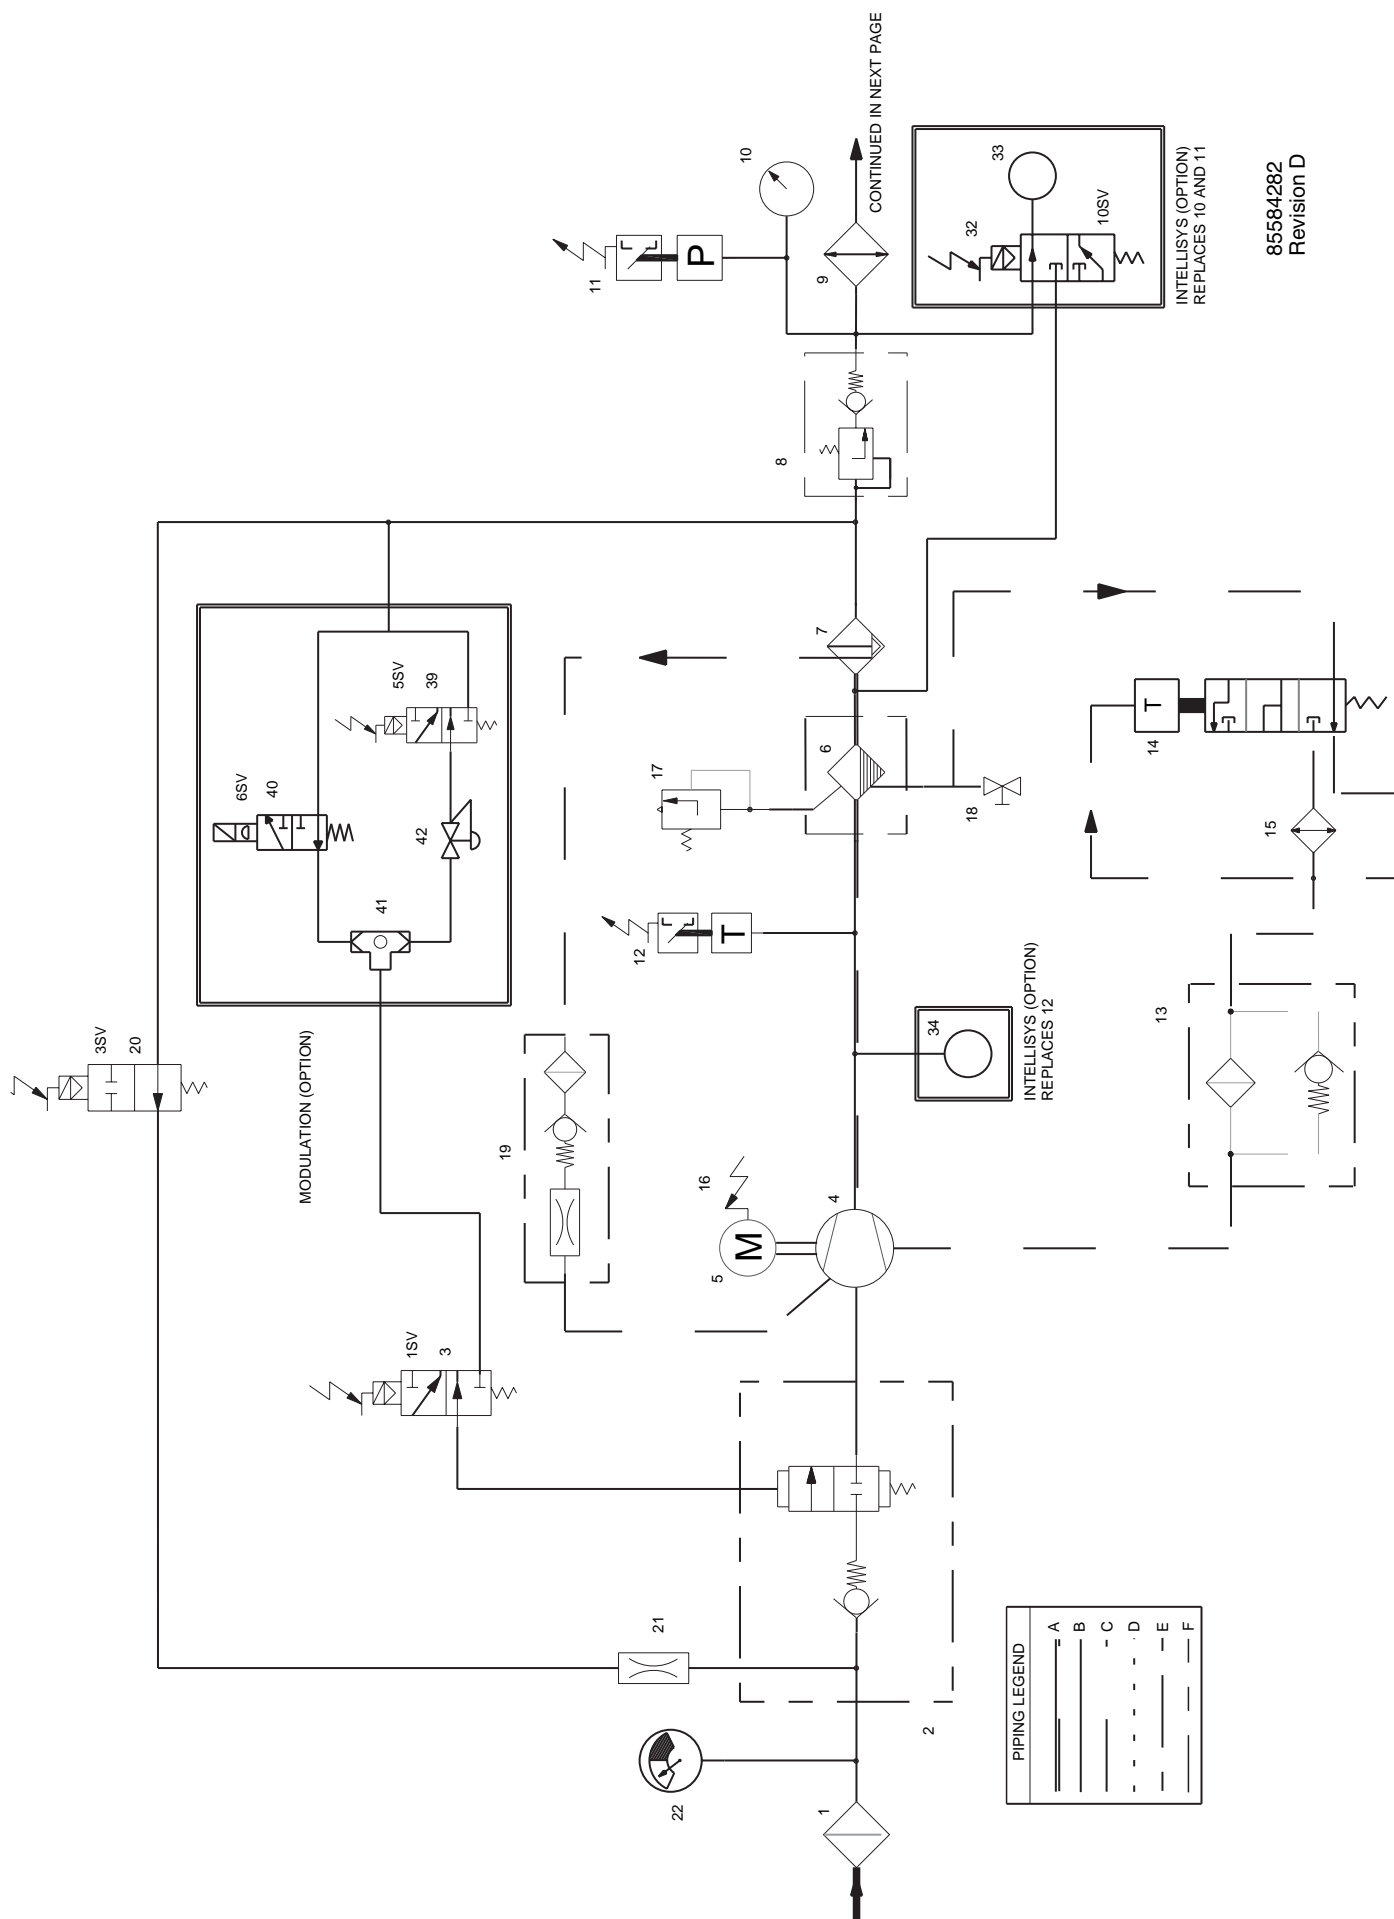 CONTINUED IN NEXT PAGE
10
33
11
P
32
10SV
9
INTELLISYS (OPTION)
REPLACES 10 AND 11
85584282
Revision D
8
7
5SV
39
6SV
40
42
41
17
6
18
T
14
15
12
T
3SV
20
MODULATION (OPTION)
34
INTELLISYS (OPTION)
REPLACES 12
13
19
16
5
M
4
1SV
3
21
2
22
1
PIPING LEGEND
A
B
C
D
E
F